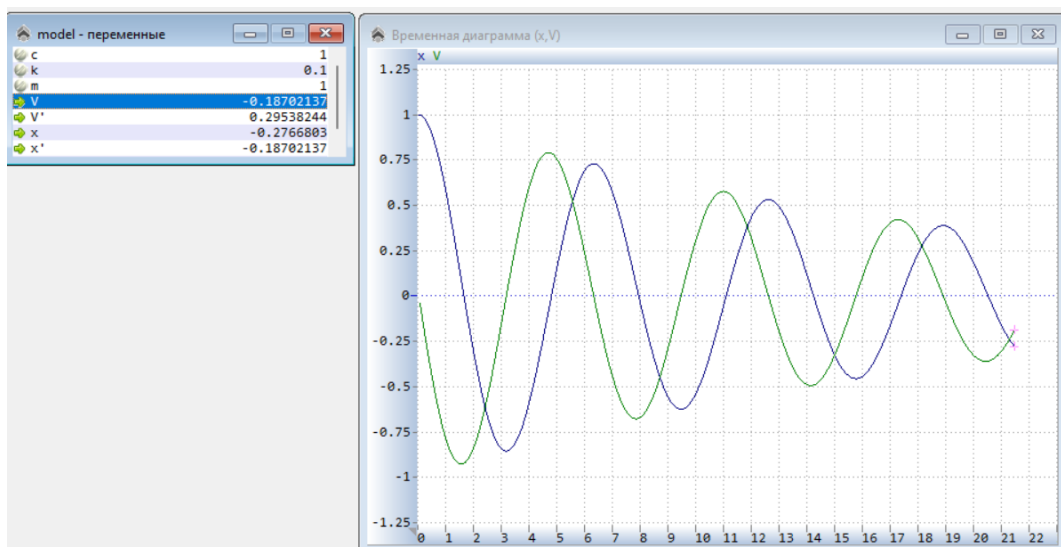 model - переменные
c 1
k 0.1
m 1
V -0.18702137
V' 0.29538244
x -0.2766803
x' -0.18702137
Временная диаграмма (x,V)
x V
1.25
1
0.75
0.5
0.25
0
-0.25
-0.5
-0.75
-1
-1.25
0 1 2 3 4 5 6 7 8 9 10 11 12 13 14 15 16 17 18 19 20 21 22